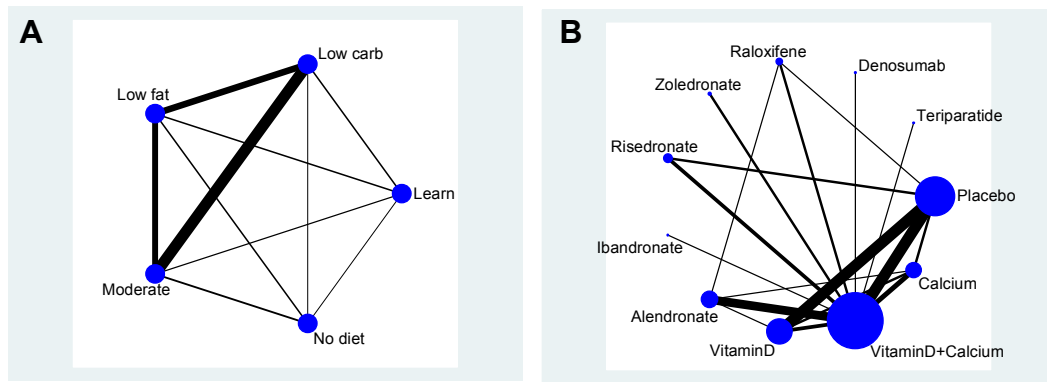 A
Low carb
Low fat
Learn
Moderate
No diet
B
Raloxifene
Denosumab
Zoledronate
Teriparatide
Risedronate
Placebo
Ibandronate
Calcium
Alendronate
VitaminD
VitaminD+Calcium